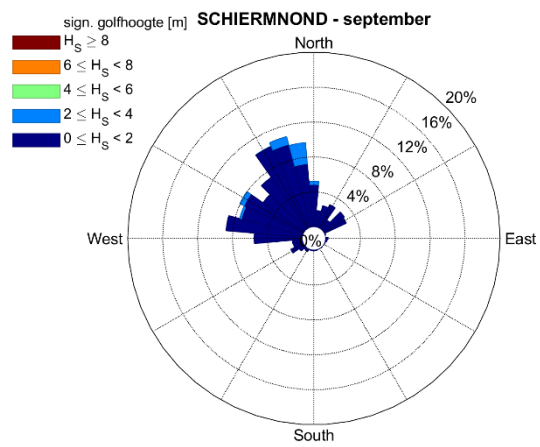 sign. golfhoogte [m]
SCHIERMNOND - september
H_S ≥ 8
6 ≤ H_S < 8
4 ≤ H_S < 6
2 ≤ H_S < 4
0 ≤ H_S < 2
North
20%
16%
12%
8%
4%
0%
West
East
South